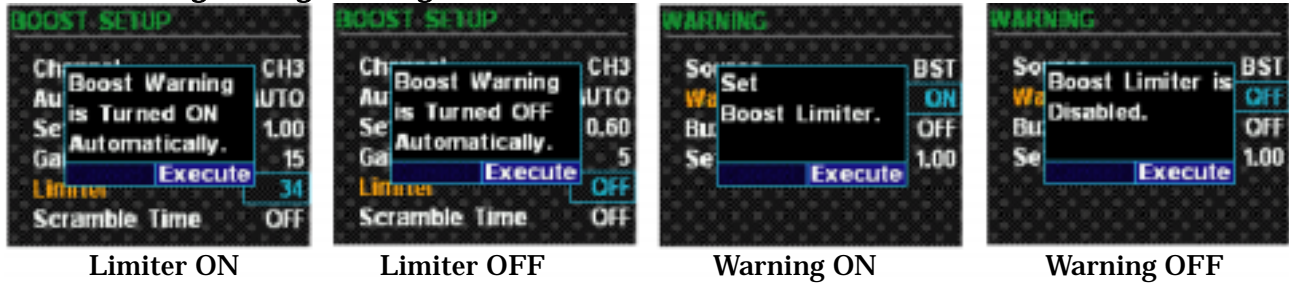 BOOST SETUP
Boost Warning
is Turned ON
Automatically.
Execute
CH3
1.00
15
Limiter 34
Scramble Time OFF
Limiter ON
BOOST SETUP
Boost Warning
is Turned OFF
Automatically.
Execute
CH3
0.60
5
Limiter OFF
Scramble Time OFF
Limiter OFF
WARNING
Set
Boost Limiter.
Execute
BST
ON
OFF
1.00
Warning ON
WARNING
Boost Limiter is
Disabled.
Execute
BST
OFF
OFF
1.00
Warning OFF